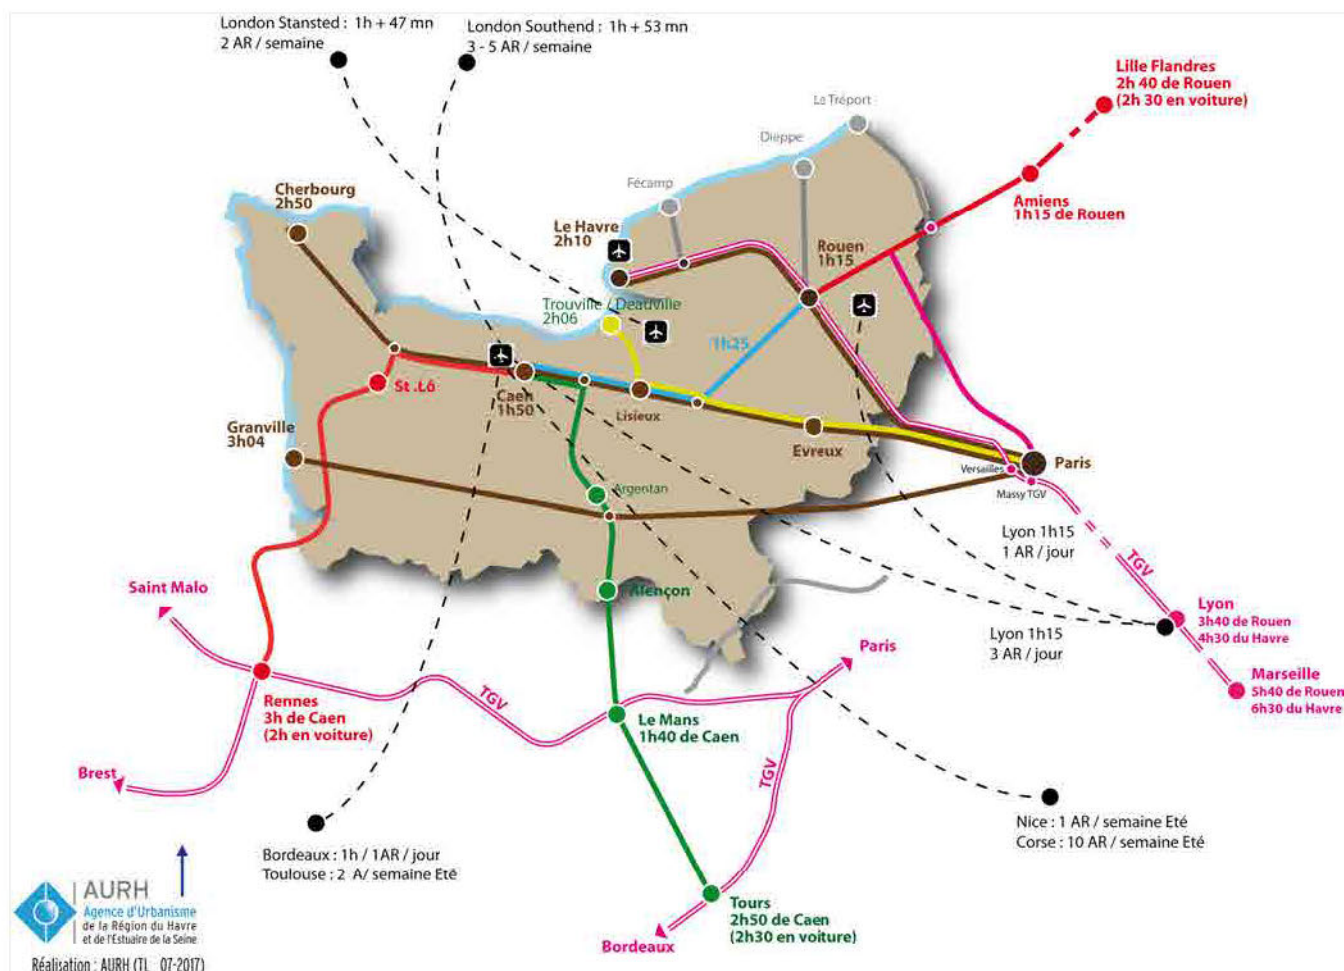 London Stansted : 1h + 47 mn
2 AR / semaine
London Southend : 1h + 53 mn
3 - 5 AR / semaine
Lille Flandres
2h 40 de Rouen
(2h 30 en voiture)
Le Tréport
Dieppe
Fécamp
Amiens
1h15 de Rouen
Cherbourg
2h50
Le Havre
2h10
Rouen
1h15
Trouville / Deauville
2h06
1h25
St .Lô
Caen
1h50
Lisieux
Granville
3h04
Evreux
Paris
Versailles
Massy TGV
Argentan
Lyon 1h15
1 AR / jour
TGV
Alençon
Saint Malo
Lyon
3h40 de Rouen
4h30 du Havre
Lyon 1h15
3 AR / jour
Paris
Marseille
5h40 de Rouen
6h30 du Havre
Rennes
3h de Caen
(2h en voiture)
TGV
Le Mans
1h40 de Caen
TGV
Brest
Nice : 1 AR / semaine Eté
Corse : 10 AR / semaine Eté
Bordeaux : 1h / 1AR / jour
Toulouse : 2 A/ semaine Eté
Tours
2h50 de Caen
(2h30 en voiture)
Bordeaux
AURH
Agence d'Urbanisme
de la Région du Havre
et de l'Estuaire de la Seine
Réalisation : AURH (TL 07-2017)